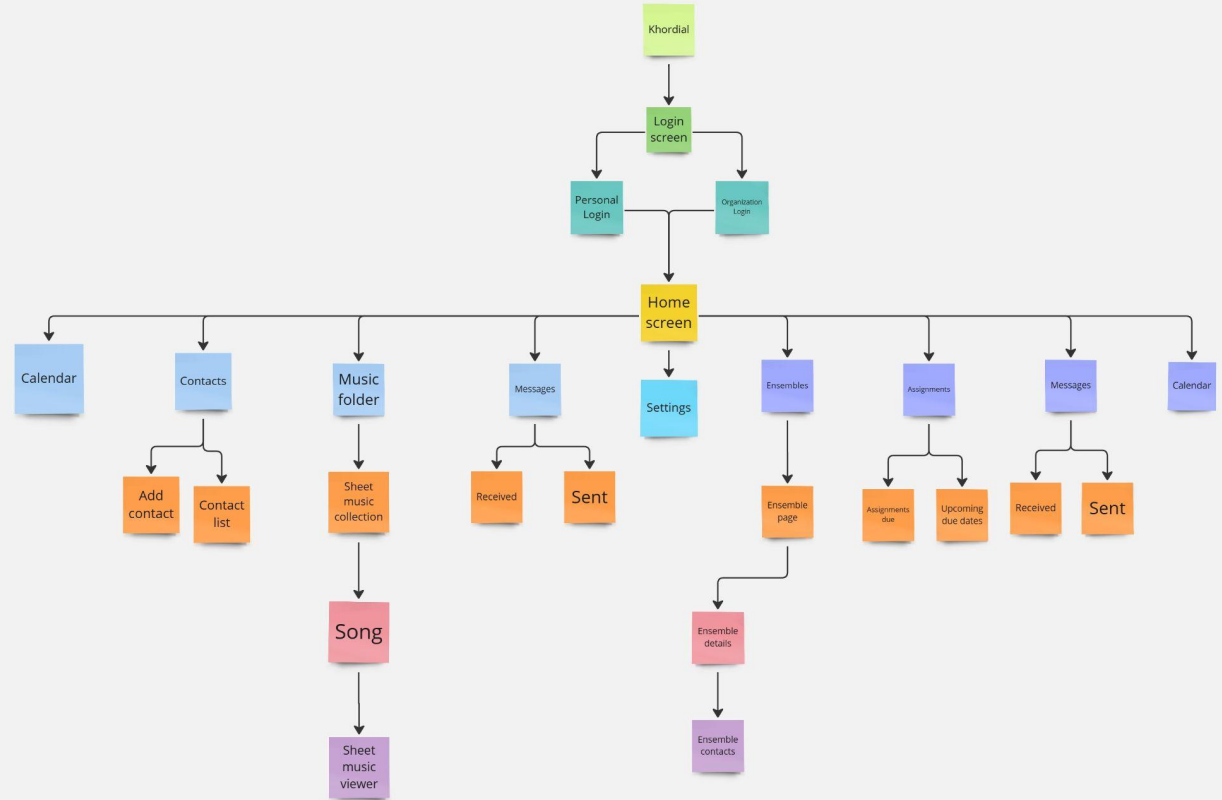 Khordial
Login
screen
Personal
Login
Organization
Login
Home
screen
Calendar
Contacts
Music
folder
Messages
Settings
Ensembles
Assignments
Messages
Calendar
Add
contact
Contact
list
Sheet
music
collection
Received
Sent
Ensemble
page
Assignments
due
Upcoming
due dates
Received
Sent
Song
Ensemble
details
Sheet
music
viewer
Ensemble
contacts